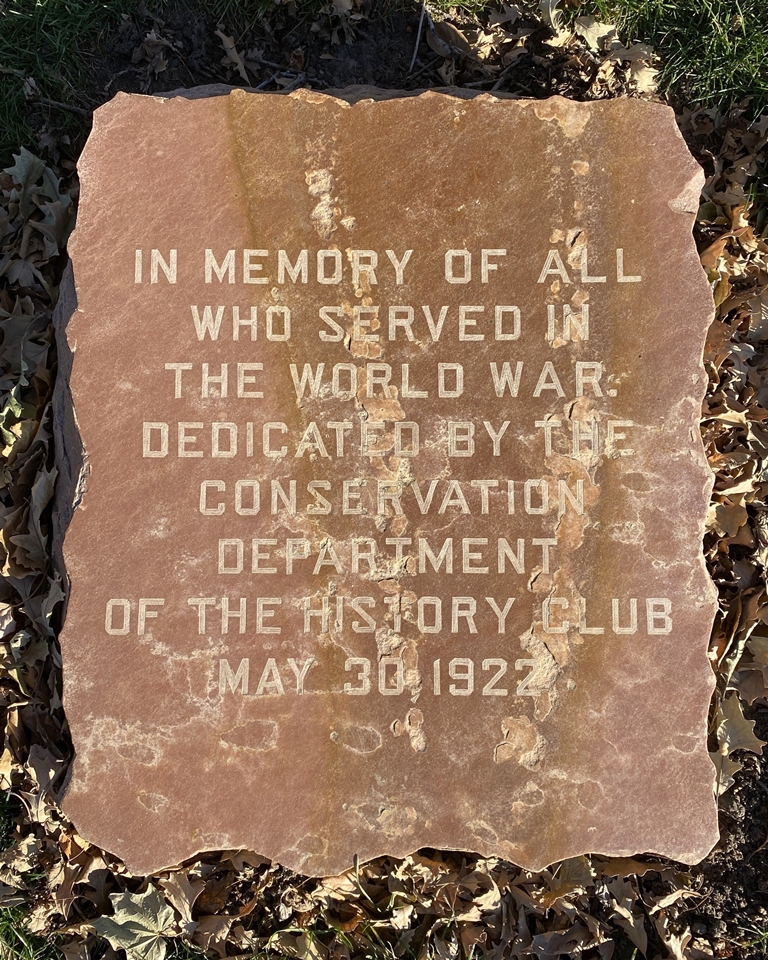 IN MEMORY OF ALL
WHO SERVED IN
THE WORLD WAR.
DEDICATED BY THE
CONSERVATION
DEPARTMENT
OF THE HISTORY CLUB
MAY 30, 1922.